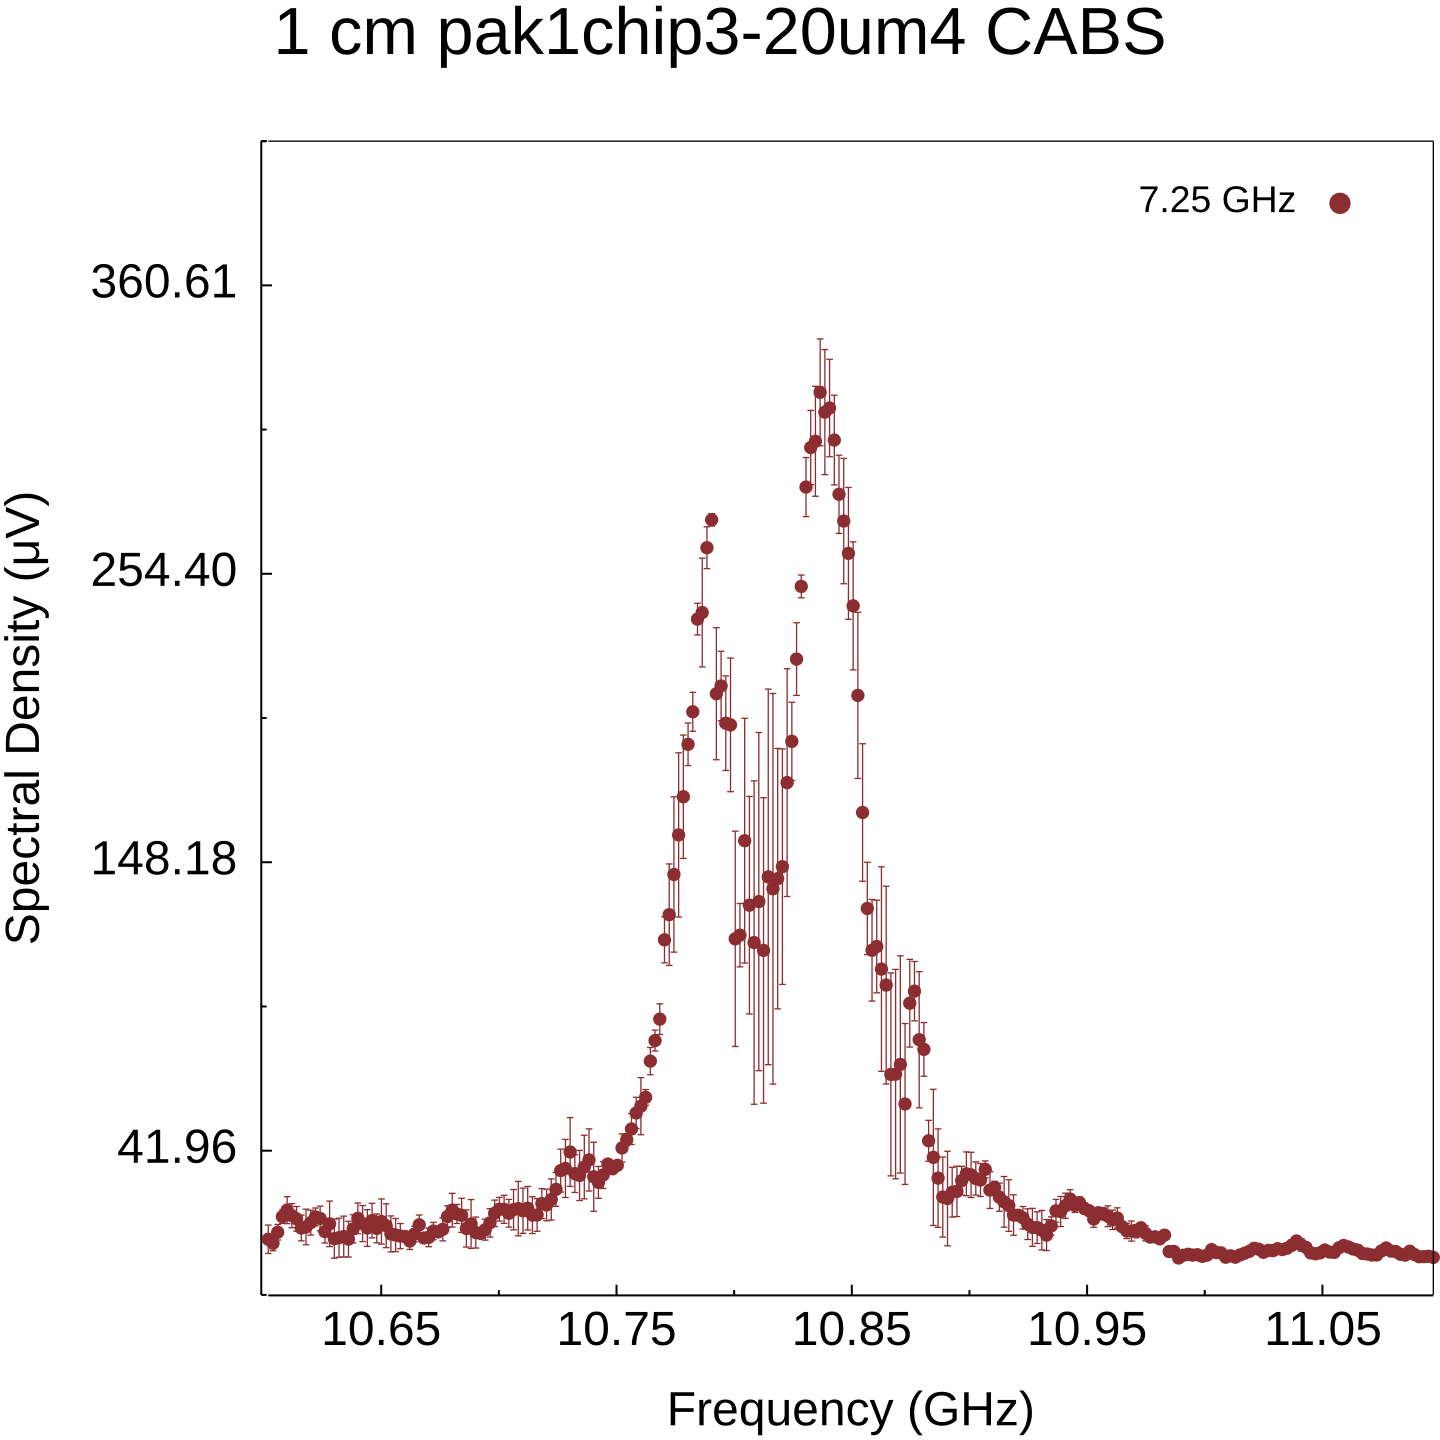 1 cm pak1chip3-20um4 CABS
7.25 GHz
360.61
254.40
148.18
41.96
Spectral Density (μV)
10.65 10.75 10.85 10.95 11.05
Frequency (GHz)